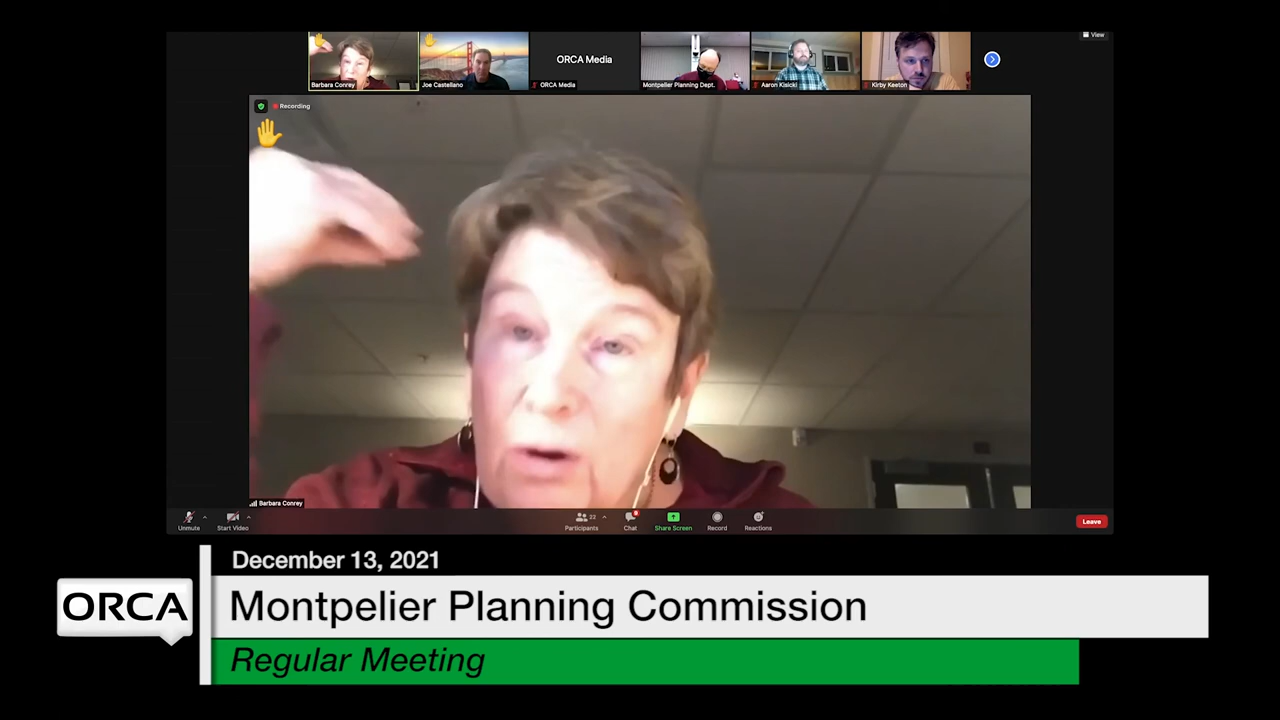 View
Barbara Conrey
Joe Castellano
ORCA Media
ORCA Media
Montpelier Planning Dept.
Aaron Kisicki
Kirby Keeton
Recording
Barbara Conrey
Unmute
Start Video
Participants
22
Chat
Share Screen
Record
Reactions
Leave
December 13, 2021
ORCA
Montpelier Planning Commission
Regular Meeting